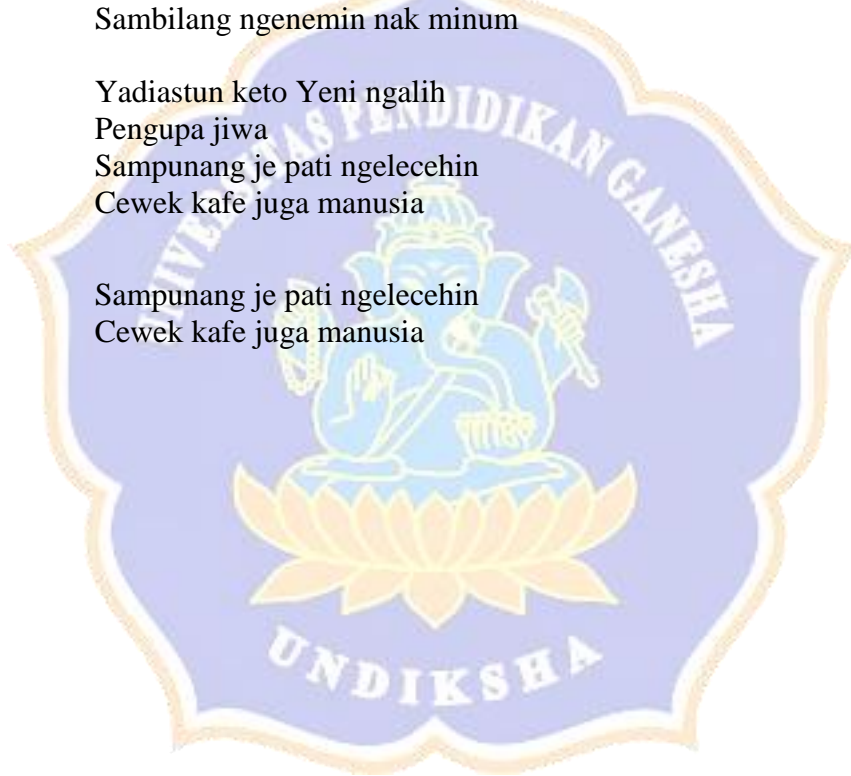 Sambilang ngenemin nak minum
Yadiastun keto Yeni ngalih
Pengupa jiwa
Sampunang je pati ngelecehin
Cewek kafe juga manusia
Sampunang je pati ngelecehin
Cewek kafe juga manusia
UNIVERSITAS PENDIDIKAN GANESHA
UNDIKSHA